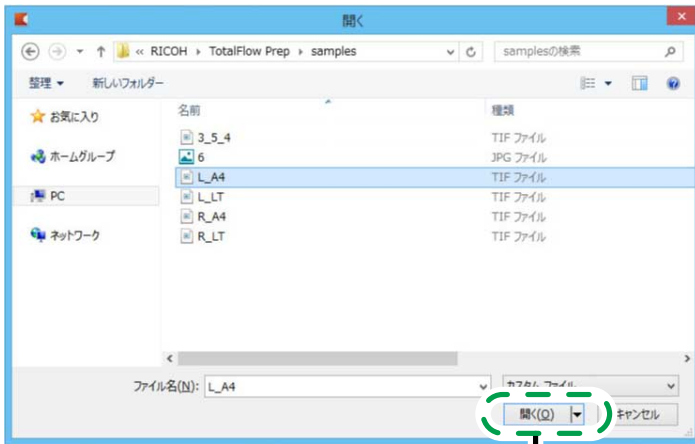 開く
« RICOH › TotalFlow Prep › samples
samplesの検索
整理 ▼ 新しいフォルダー
お気に入り
ホームグループ
PC
ネットワーク
名前 種類
3_5_4 TIF ファイル
6 JPG ファイル
L_A4 TIF ファイル
L_LT TIF ファイル
R_A4 TIF ファイル
R_LT TIF ファイル
ファイル名(N): L_A4 カスタム ファイル
開く(O) キャンセル